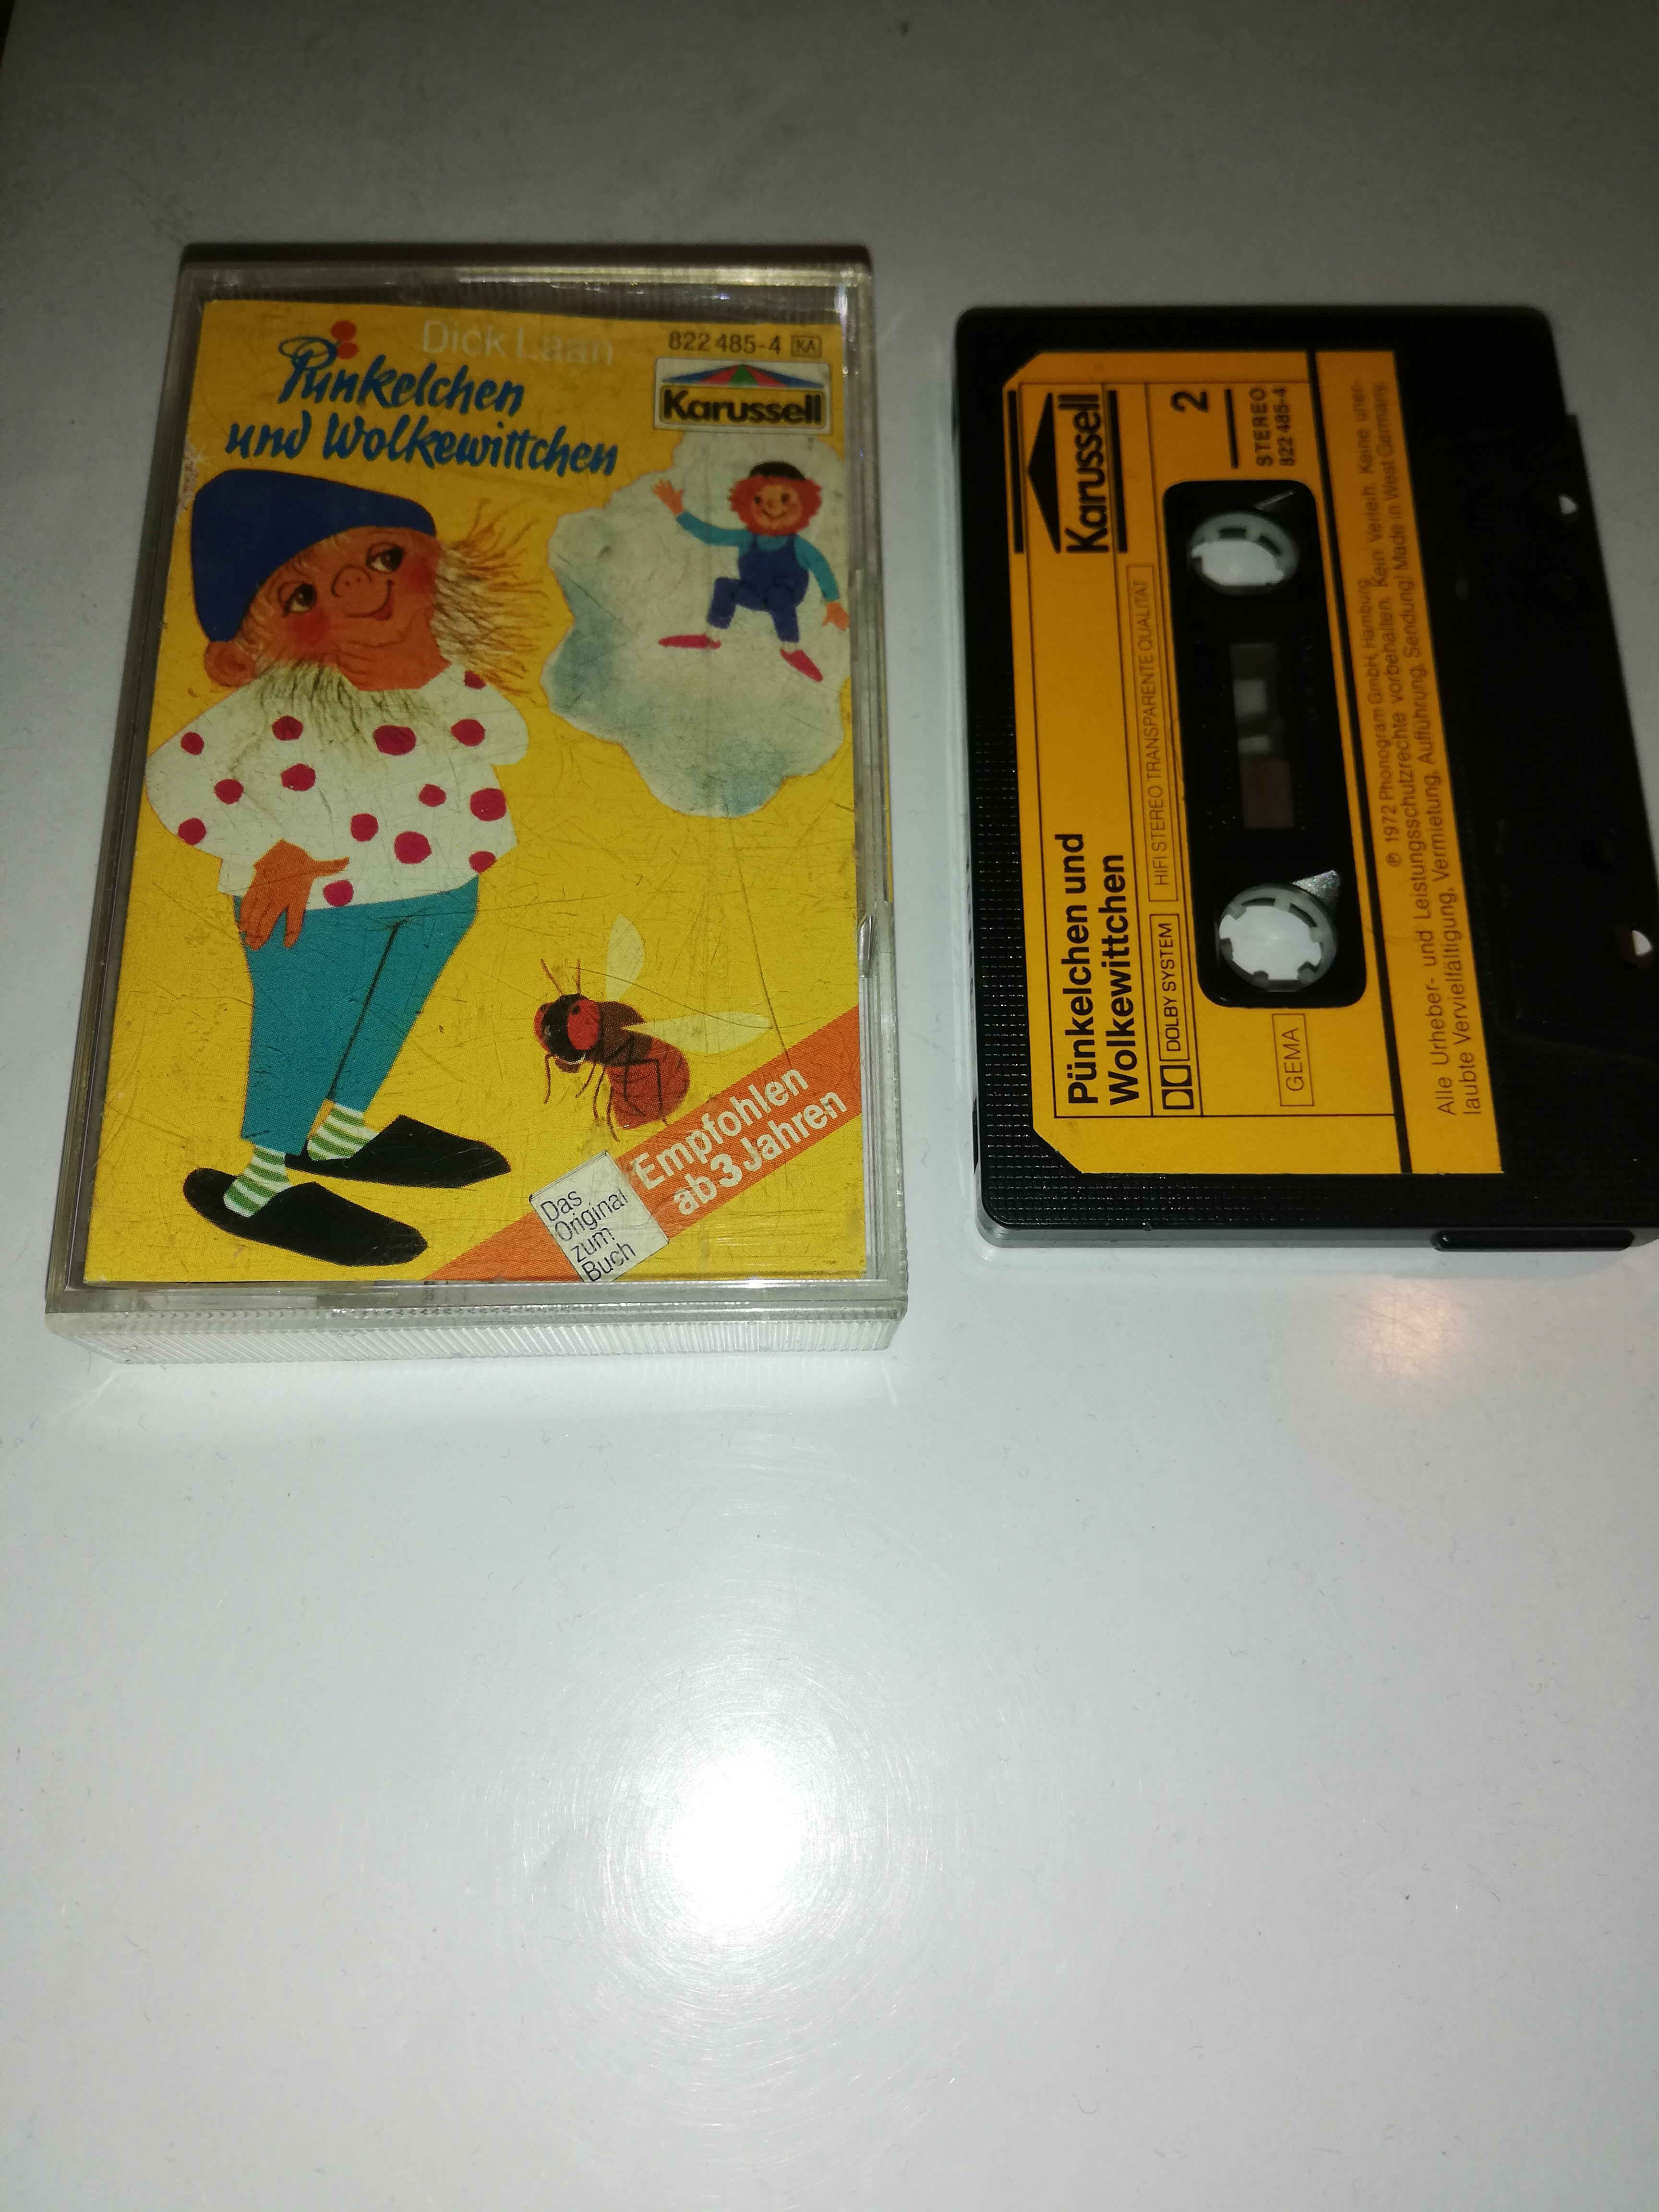 Dick Laan
Pünkelchen
und Wolkewittchen
822 485-4 KA
Karussell
Empfohlen
ab 3 Jahren
Das
Original
zum
Buch
Karussell
Pünkelchen und
Wolkewittchen
DOLBY SYSTEM
HIFI STEREO TRANSPARENTE QUALITÄT
2
STEREO
822 485-4
GEMA
℗ 1972 Phonogram GmbH, Hamburg
Alle Urheber- und Leistungsschutzrechte vorbehalten. Kein Verleih. Keine uner-
laubte Vervielfältigung, Vermietung, Aufführung, Sendung! Made in West Germany.